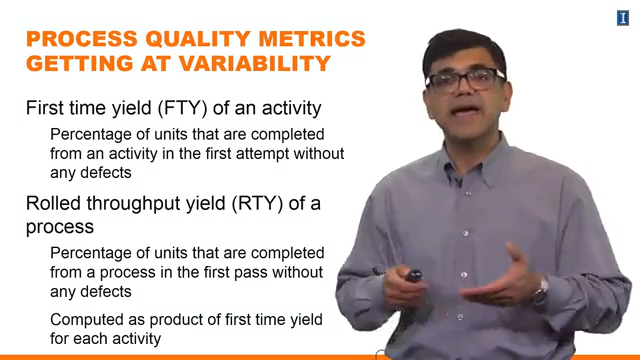 PROCESS QUALITY METRICS
GETTING AT VARIABILITY
First time yield (FTY) of an activity
Percentage of units that are completed
from an activity in the first attempt without
any defects
Rolled throughput yield (RTY) of a
process
Percentage of units that are completed
from a process in the first pass without
any defects
Computed as product of first time yield
for each activity
I